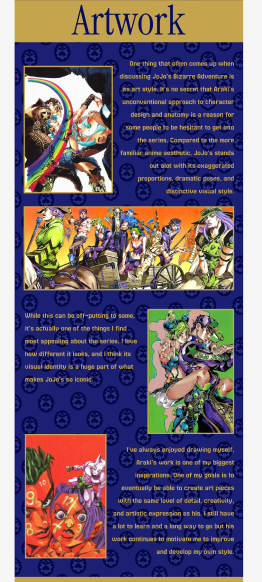 Artwork
One thing that often comes up when
discussing JoJo's Bizarre Adventure is
its art style. It's no secret that Araki's
unconventional approach to character
design and anatomy is a reason for
some people to be hesitant to get into
the series. Compared to the more
familiar anime aesthetic, JoJo's stands
out alot with its exaggerated
proportions, dramatic poses, and
distinctive visual style.
While this can be off-putting to some,
it's actually one of the things I find
most appealing about the series. I love
how different it looks, and I think its
visual identity is a huge part of what
makes JoJo's so iconic.
I've always enjoyed drawing myself,
Araki's work is one of my biggest
inspirations. One of my goals is to
eventually be able to create art pieces
with the same level of detail, creativity,
and artistic expression as his. I still have
a lot to learn and a long way to go but his
work continues to motivate me to improve
and develop my own style.